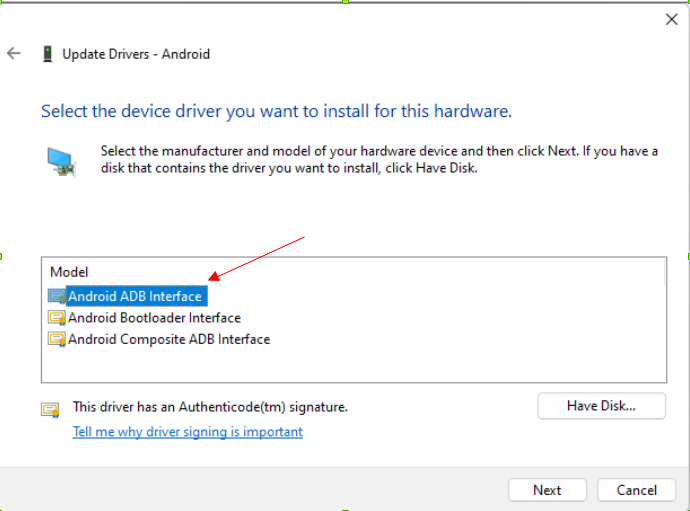 Update Drivers - Android
Select the device driver you want to install for this hardware.
Select the manufacturer and model of your hardware device and then click Next. If you have a
disk that contains the driver you want to install, click Have Disk.
Model
Android ADB Interface
Android Bootloader Interface
Android Composite ADB Interface
This driver has an Authenticode(tm) signature.
Have Disk...
Tell me why driver signing is important
Next
Cancel